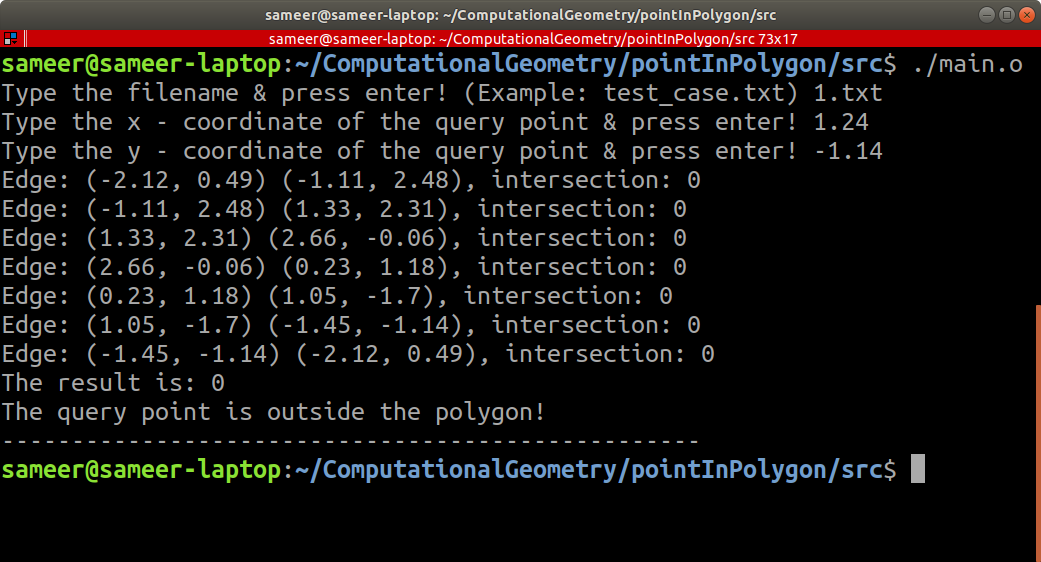 sameer@sameer-laptop: ~/ComputationalGeometry/pointInPolygon/src
sameer@sameer-laptop: ~/ComputationalGeometry/pointInPolygon/src 73x17
sameer@sameer-laptop:~/ComputationalGeometry/pointInPolygon/src$ ./main.o
Type the filename & press enter! (Example: test_case.txt) 1.txt
Type the x - coordinate of the query point & press enter! 1.24
Type the y - coordinate of the query point & press enter! -1.14
Edge: (-2.12, 0.49) (-1.11, 2.48), intersection: 0
Edge: (-1.11, 2.48) (1.33, 2.31), intersection: 0
Edge: (1.33, 2.31) (2.66, -0.06), intersection: 0
Edge: (2.66, -0.06) (0.23, 1.18), intersection: 0
Edge: (0.23, 1.18) (1.05, -1.7), intersection: 0
Edge: (1.05, -1.7) (-1.45, -1.14), intersection: 0
Edge: (-1.45, -1.14) (-2.12, 0.49), intersection: 0
The result is: 0
The query point is outside the polygon!
--------------------------------------------------
sameer@sameer-laptop:~/ComputationalGeometry/pointInPolygon/src$